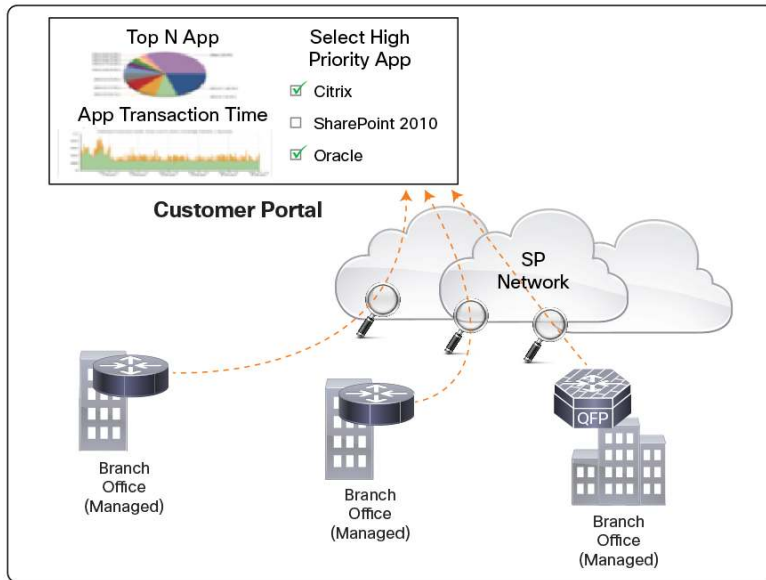 Top N App
Select High
Priority App
Citrix
App Transaction Time
SharePoint 2010
Oracle
Customer Portal
SP
Network
QFP
Branch
Office
(Managed)
Branch
Office
(Managed)
Branch
Office
(Managed)